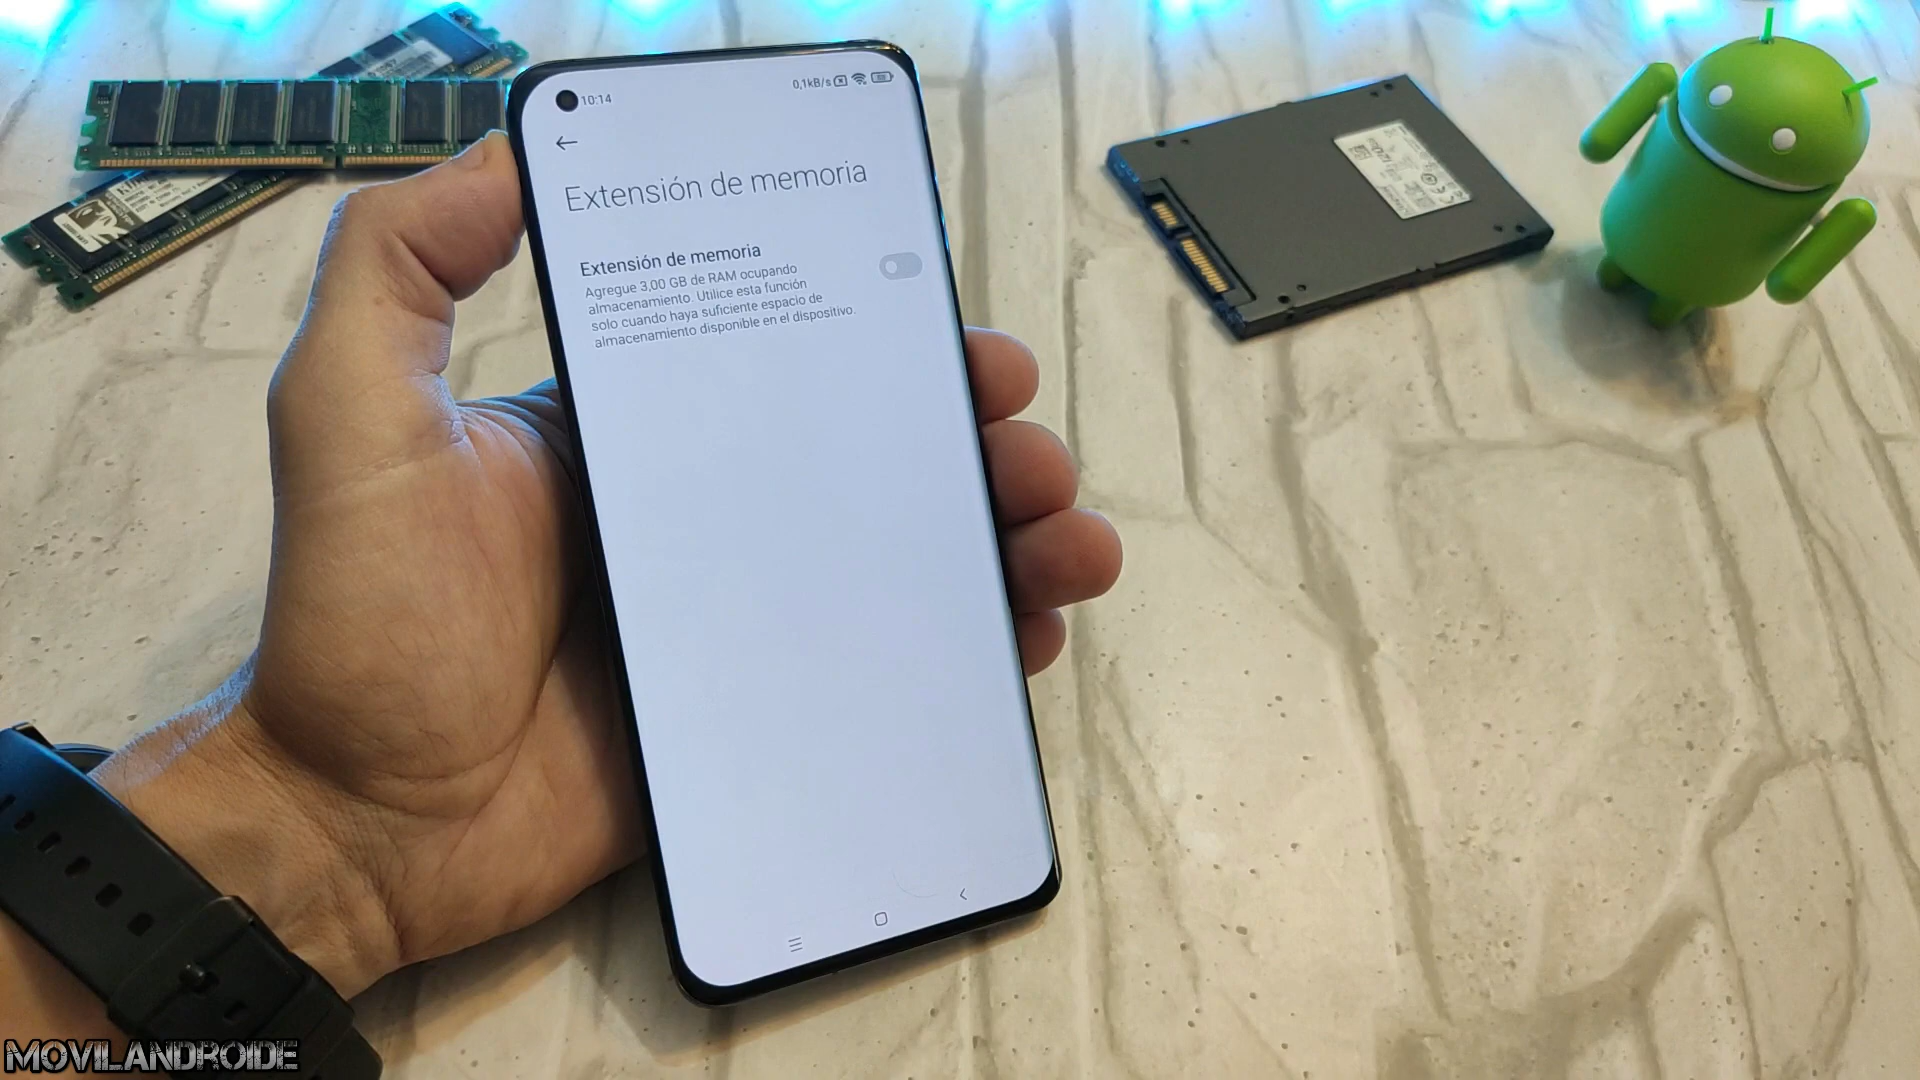 10:14
0,1kB/s
Extensión de memoria
Extensión de memoria
Agregue 3,00 GB de RAM ocupando
almacenamiento. Utilice esta función
solo cuando haya suficiente espacio de
almacenamiento disponible en el dispositivo.
MOVILANDROIDE